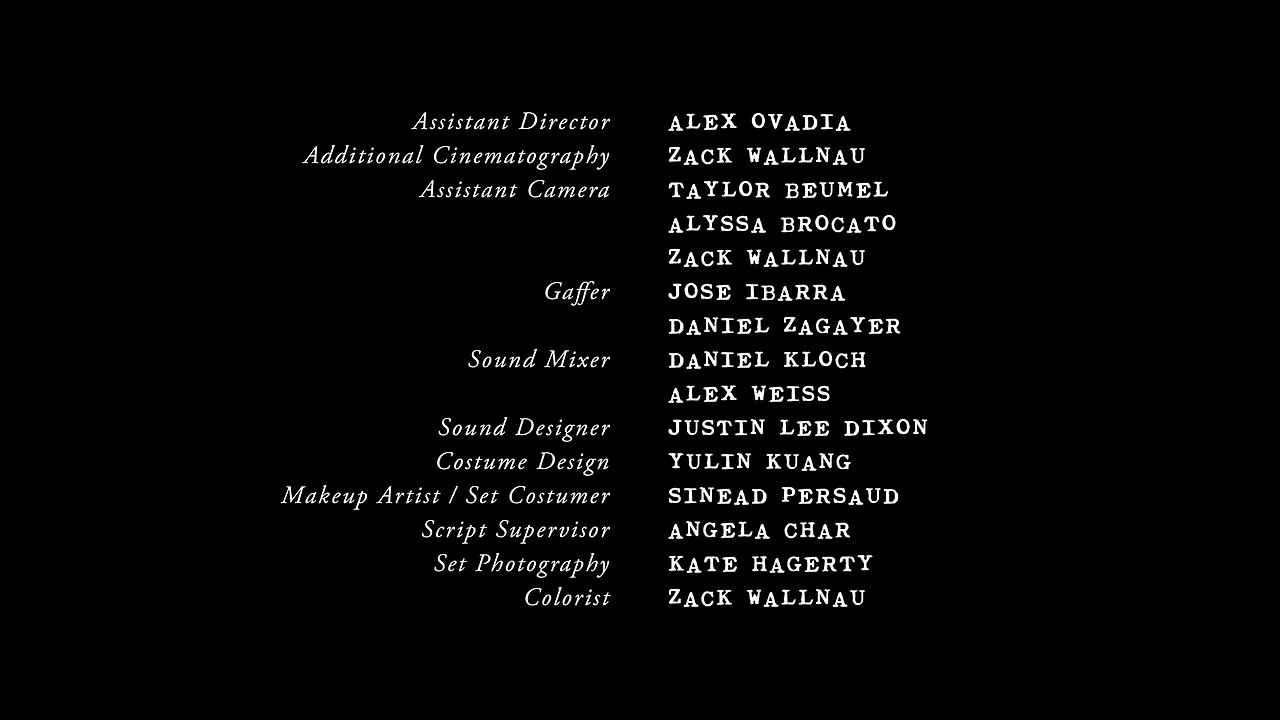 Assistant Director ALEX OVADIA
Additional Cinematography ZACK WALLNAU
Assistant Camera TAYLOR BEUMEL
ALYSSA BROCATO
ZACK WALLNAU
Gaffer JOSE IBARRA
DANIEL ZAGAYER
Sound Mixer DANIEL KLOCH
ALEX WEISS
Sound Designer JUSTIN LEE DIXON
Costume Design YULIN KUANG
Makeup Artist / Set Costumer SINEAD PERSAUD
Script Supervisor ANGELA CHAR
Set Photography KATE HAGERTY
Colorist ZACK WALLNAU